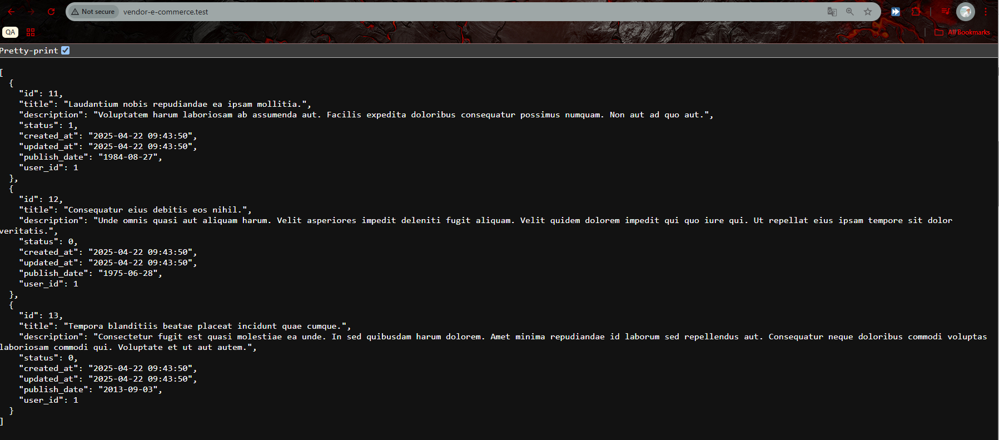 Not secure vendor-e-commerce.test
QA
All Bookmarks
Pretty-print
[
  {
    "id": 11,
    "title": "Laudantium nobis repudiandae ea ipsam mollitia.",
    "description": "Voluptatem harum laboriosam ab assumenda aut. Facilis expedita doloribus consequatur possimus numquam. Non aut ad quo aut.",
    "status": 1,
    "created_at": "2025-04-22 09:43:50",
    "updated_at": "2025-04-22 09:43:50",
    "publish_date": "1984-08-27",
    "user_id": 1
  },
  {
    "id": 12,
    "title": "Consequatur eius debitis eos nihil.",
    "description": "Unde omnis quasi aut aliquam harum. Velit asperiores impedit deleniti fugit aliquam. Velit quidem dolorem impedit qui quo iure qui. Ut repellat eius ipsam tempore sit dolor
veritatis.",
    "status": 0,
    "created_at": "2025-04-22 09:43:50",
    "updated_at": "2025-04-22 09:43:50",
    "publish_date": "1975-06-28",
    "user_id": 1
  },
  {
    "id": 13,
    "title": "Tempora blanditiis beatae placeat incidunt quae cumque.",
    "description": "Consectetur fugit est quasi molestiae ea unde. In sed quibusdam harum dolorem. Amet minima repudiandae id laborum sed repellendus aut. Consequatur neque doloribus commodi voluptas
laboriosam commodi qui. Voluptate et ut aut autem.",
    "status": 0,
    "created_at": "2025-04-22 09:43:50",
    "updated_at": "2025-04-22 09:43:50",
    "publish_date": "2013-09-03",
    "user_id": 1
  }
]